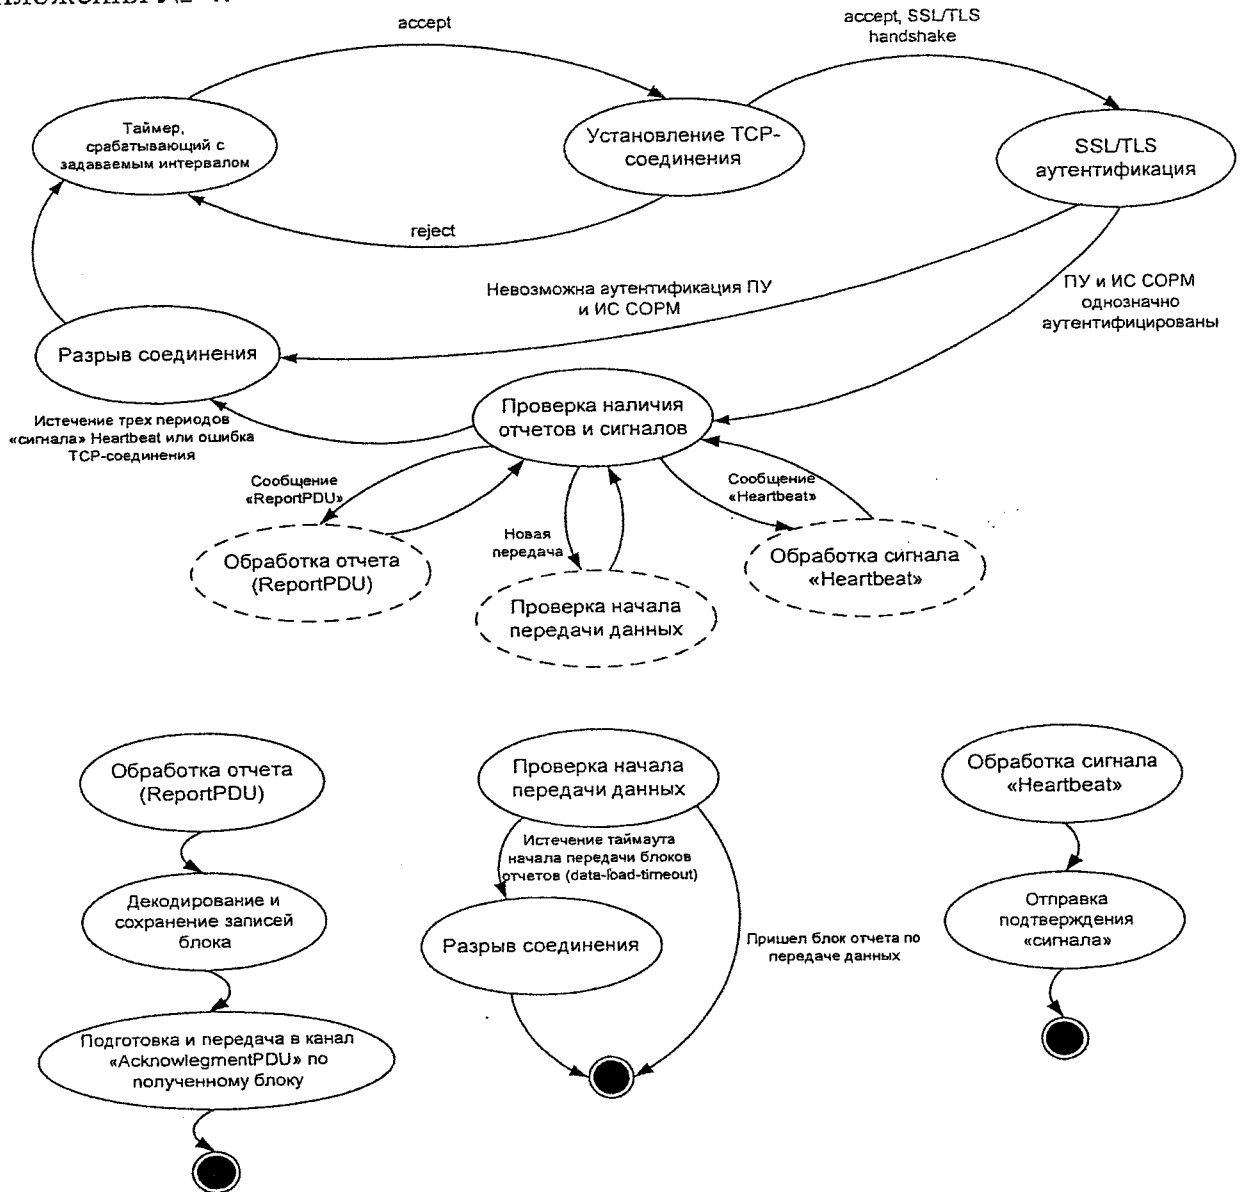 accept
accept, SSL/TLS
handshake
Таймер,
срабатывающий с
задаваемым интервалом
Установление TCP-
соединения
SSL/TLS
аутентификация
reject
Невозможна аутентификация ПУ
и ИС СОРМ
ПУ и ИС СОРМ
однозначно
аутентифицированы
Разрыв соединения
Проверка наличия
отчетов и сигналов
Истечение трех периодов
«сигнала» Heartbeat или ошибка
TCP-соединения
Сообщение
«ReportPDU»
Сообщение
«Heartbeat»
Новая
передача
Обработка отчета
(ReportPDU)
Обработка сигнала
«Heartbeat»
Проверка начала
передачи данных
Обработка отчета
(ReportPDU)
Проверка начала
передачи данных
Обработка сигнала
«Heartbeat»
Истечение таймаута
начала передачи блоков
отчетов (data-load-timeout)
Декодирование и
сохранение записей
блока
Разрыв соединения
Отправка
подтверждения
«сигнала»
Пришел блок отчета по
передаче данных
Подготовка и передача в канал
«AcknowlegmentPDU» по
полученному блоку